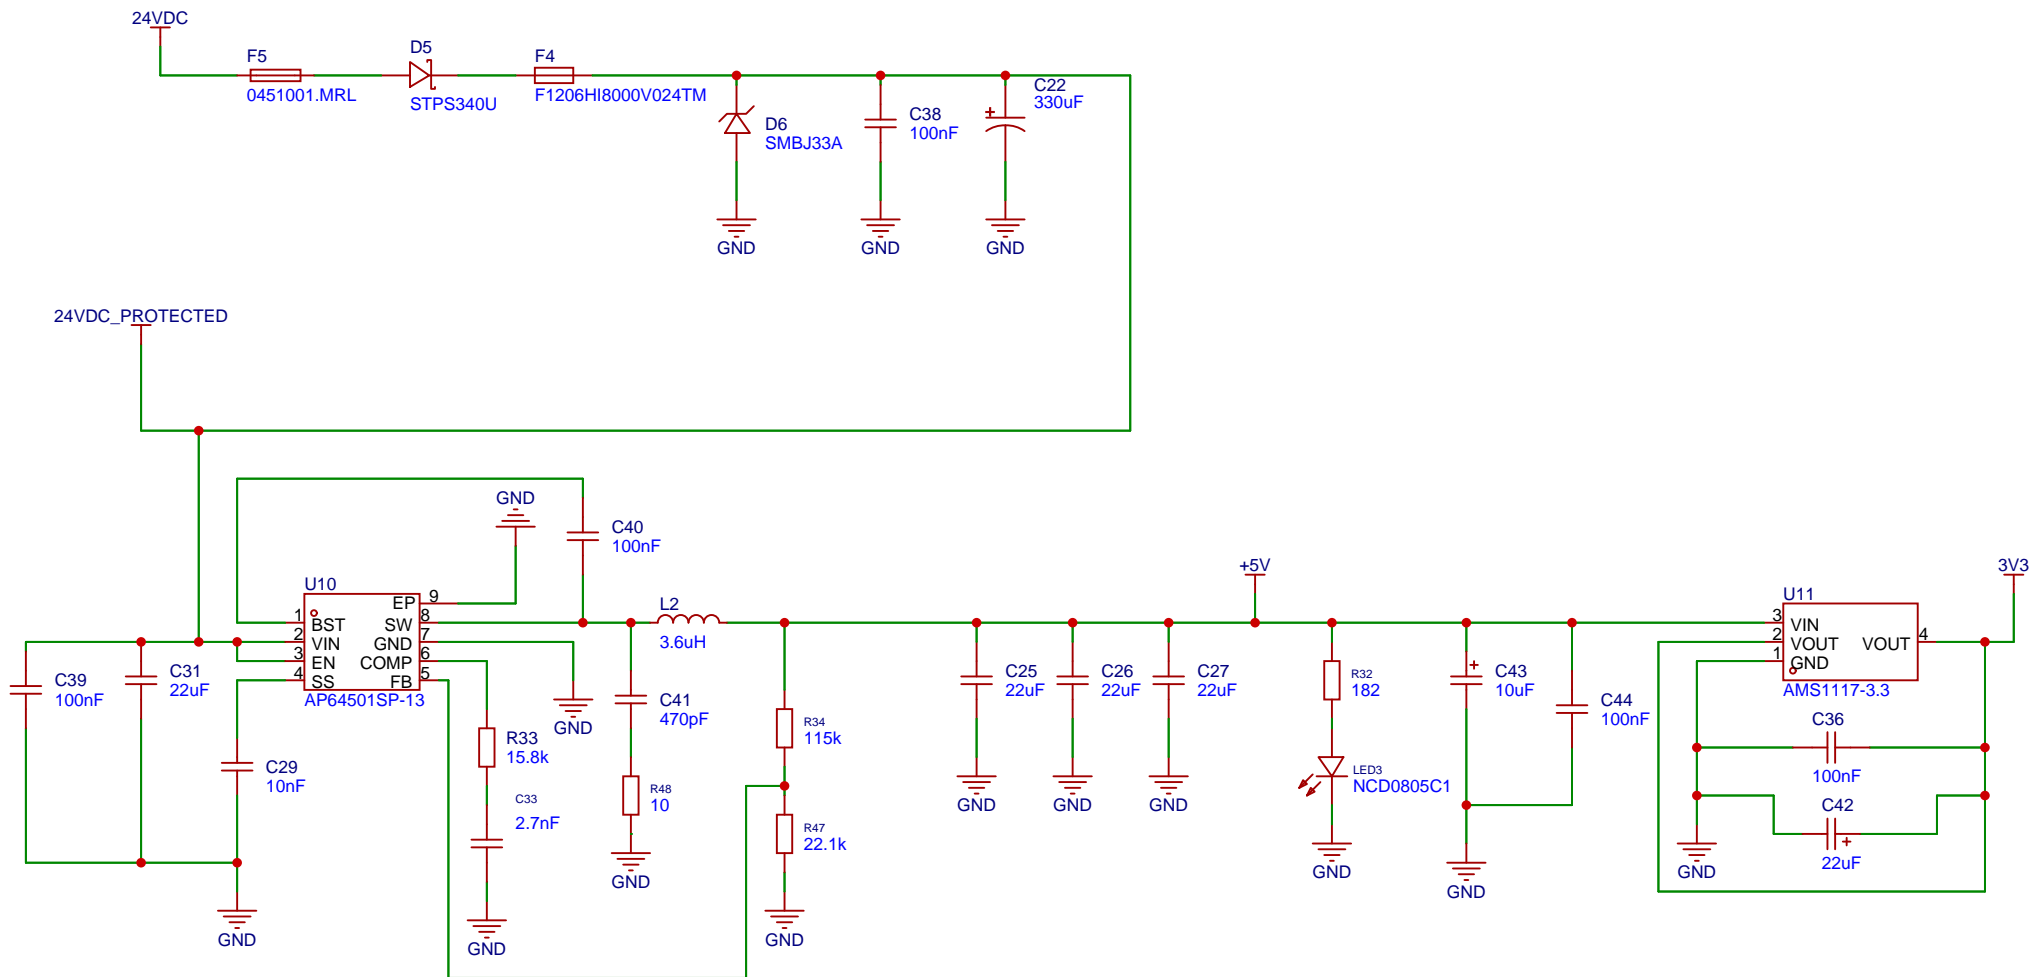 24VDC
F5
0451001.MRL
D5
STPS340U
F4
F1206HI8000V024TM
D6
SMBJ33A
C38
100nF
C22
330uF
GND
GND
GND
24VDC_PROTECTED
GND
C40
100nF
U10
1
2
3
4
BST
VIN
EN
SS
EP
SW
GND
COMP
FB
9
8
7
6
5
AP64501SP-13
C39
100nF
C31
22uF
C29
10nF
GND
R33
15.8k
C33
2.7nF
GND
GND
L2
3.6uH
C41
470pF
R48
10
GND
R34
115k
R47
22.1k
GND
C25
22uF
GND
C26
22uF
GND
C27
22uF
GND
+5V
R32
182
LED3
NCD0805C1
GND
C43
10uF
GND
C44
100nF
3V3
U11
3
2
1
VIN
VOUT
GND
VOUT
4
AMS1117-3.3
C36
100nF
C42
22uF
GND